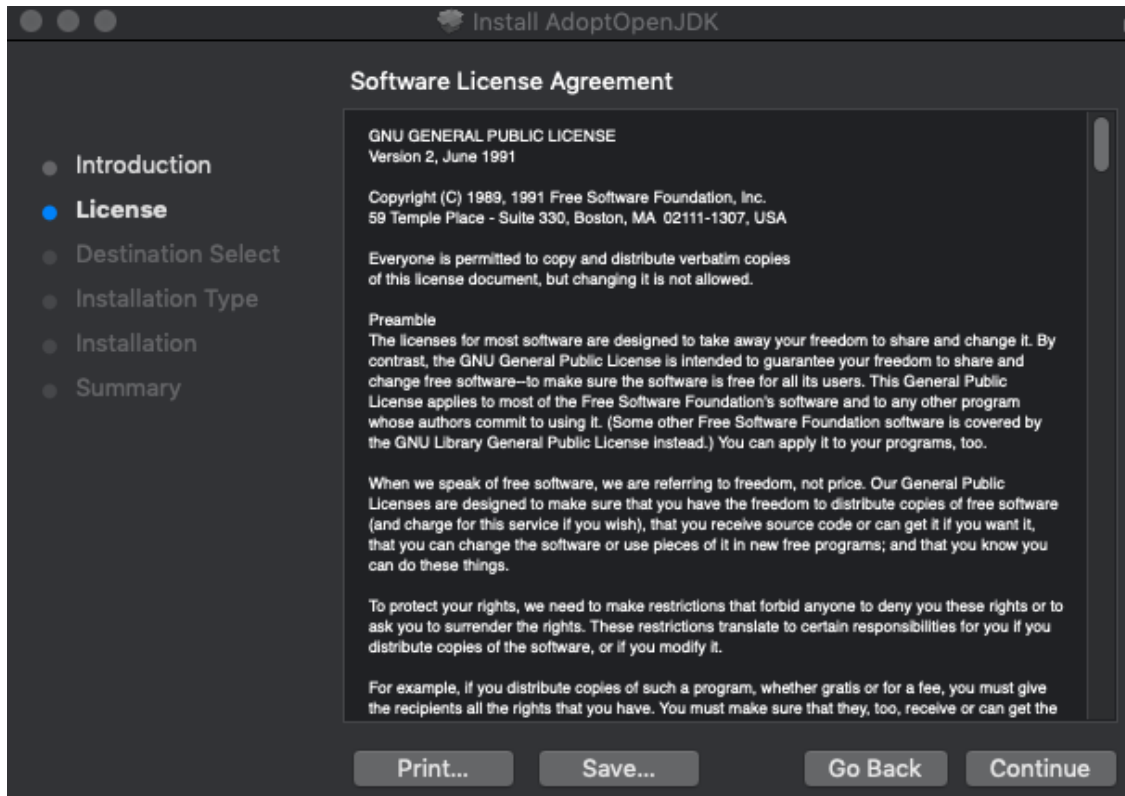 Install AdoptOpenJDK
Software License Agreement
Introduction
License
Destination Select
Installation Type
Installation
Summary
GNU GENERAL PUBLIC LICENSE
Version 2, June 1991
Copyright (C) 1989, 1991 Free Software Foundation, Inc.
59 Temple Place - Suite 330, Boston, MA  02111-1307, USA
Everyone is permitted to copy and distribute verbatim copies
of this license document, but changing it is not allowed.
Preamble
The licenses for most software are designed to take away your freedom to share and change it. By
contrast, the GNU General Public License is intended to guarantee your freedom to share and
change free software--to make sure the software is free for all its users. This General Public
License applies to most of the Free Software Foundation's software and to any other program
whose authors commit to using it. (Some other Free Software Foundation software is covered by
the GNU Library General Public License instead.) You can apply it to your programs, too.
When we speak of free software, we are referring to freedom, not price. Our General Public
Licenses are designed to make sure that you have the freedom to distribute copies of free software
(and charge for this service if you wish), that you receive source code or can get it if you want it,
that you can change the software or use pieces of it in new free programs; and that you know you
can do these things.
To protect your rights, we need to make restrictions that forbid anyone to deny you these rights or to
ask you to surrender the rights. These restrictions translate to certain responsibilities for you if you
distribute copies of the software, or if you modify it.
For example, if you distribute copies of such a program, whether gratis or for a fee, you must give
the recipients all the rights that you have. You must make sure that they, too, receive or can get the
Print...
Save...
Go Back
Continue